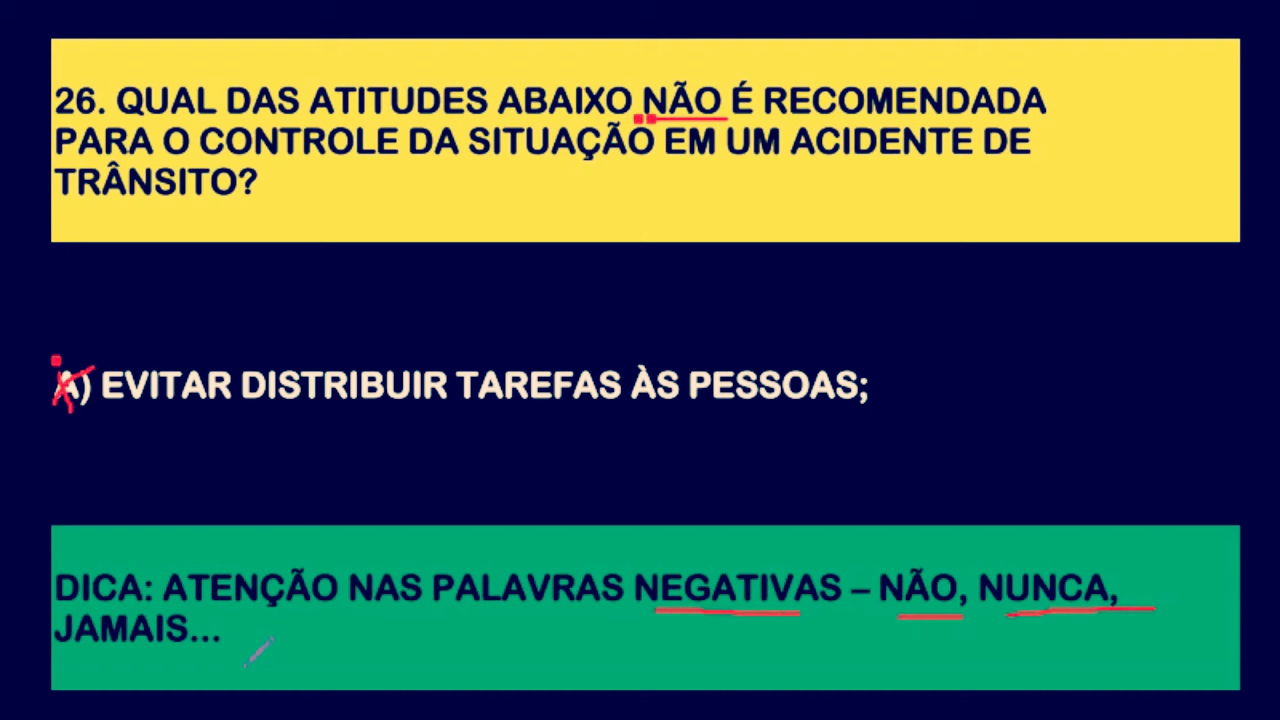 26. QUAL DAS ATITUDES ABAIXO NÃO É RECOMENDADA
PARA O CONTROLE DA SITUAÇÃO EM UM ACIDENTE DE
TRÂNSITO?
A) EVITAR DISTRIBUIR TAREFAS ÀS PESSOAS;
DICA: ATENÇÃO NAS PALAVRAS NEGATIVAS – NÃO, NUNCA,
JAMAIS...